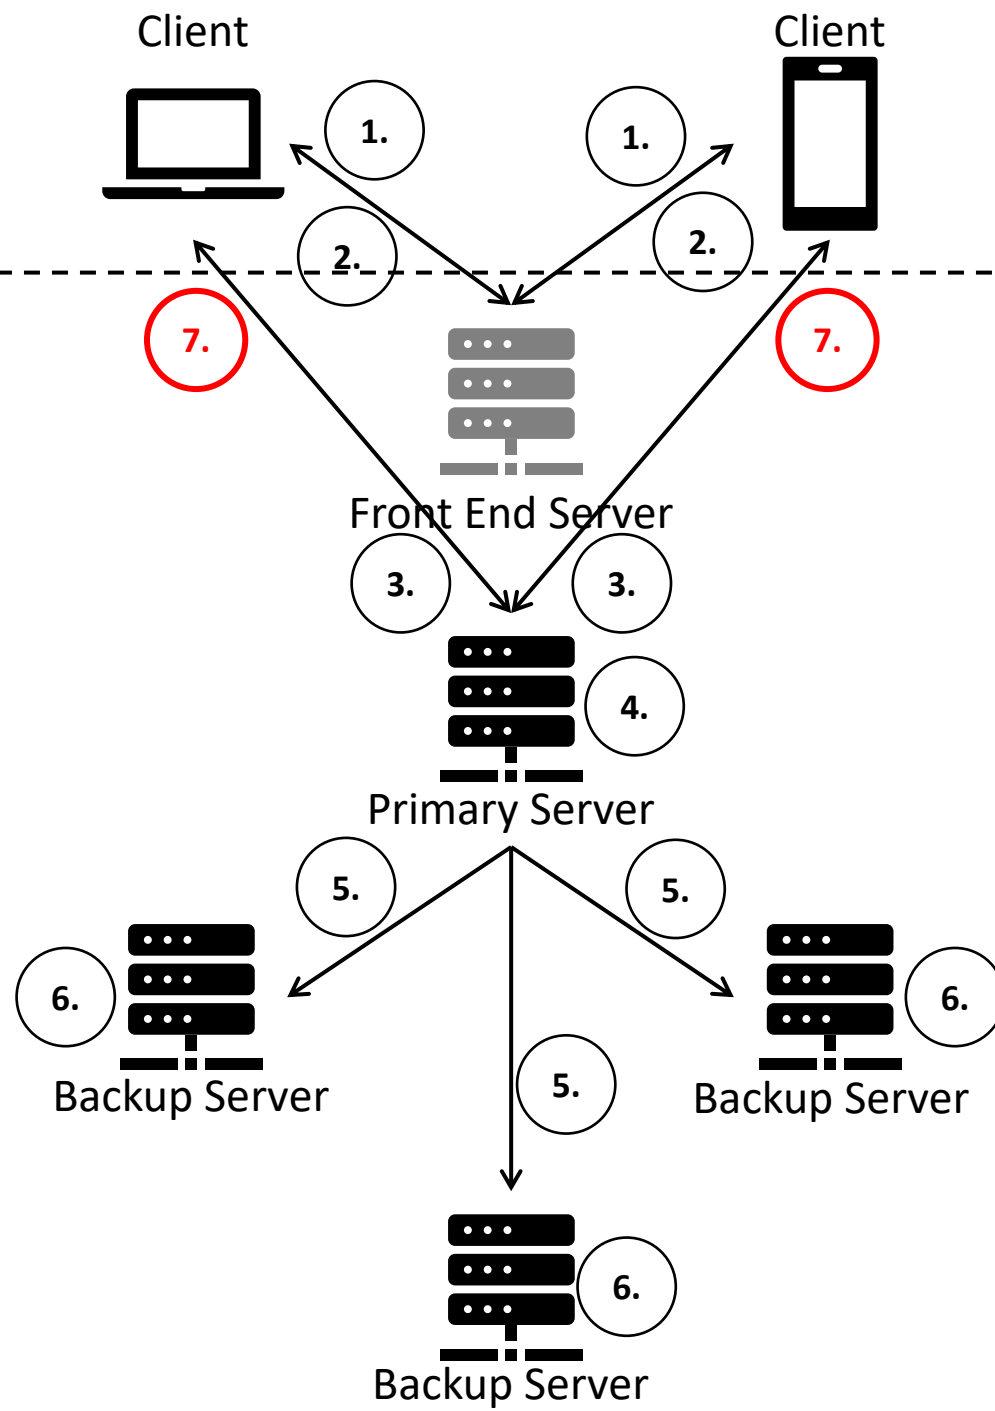 Client
Client
1.
1.
2.
2.
7.
7.
Front End Server
3.
3.
4.
Primary Server
5.
5.
6.
6.
Backup Server
5.
Backup Server
6.
Backup Server